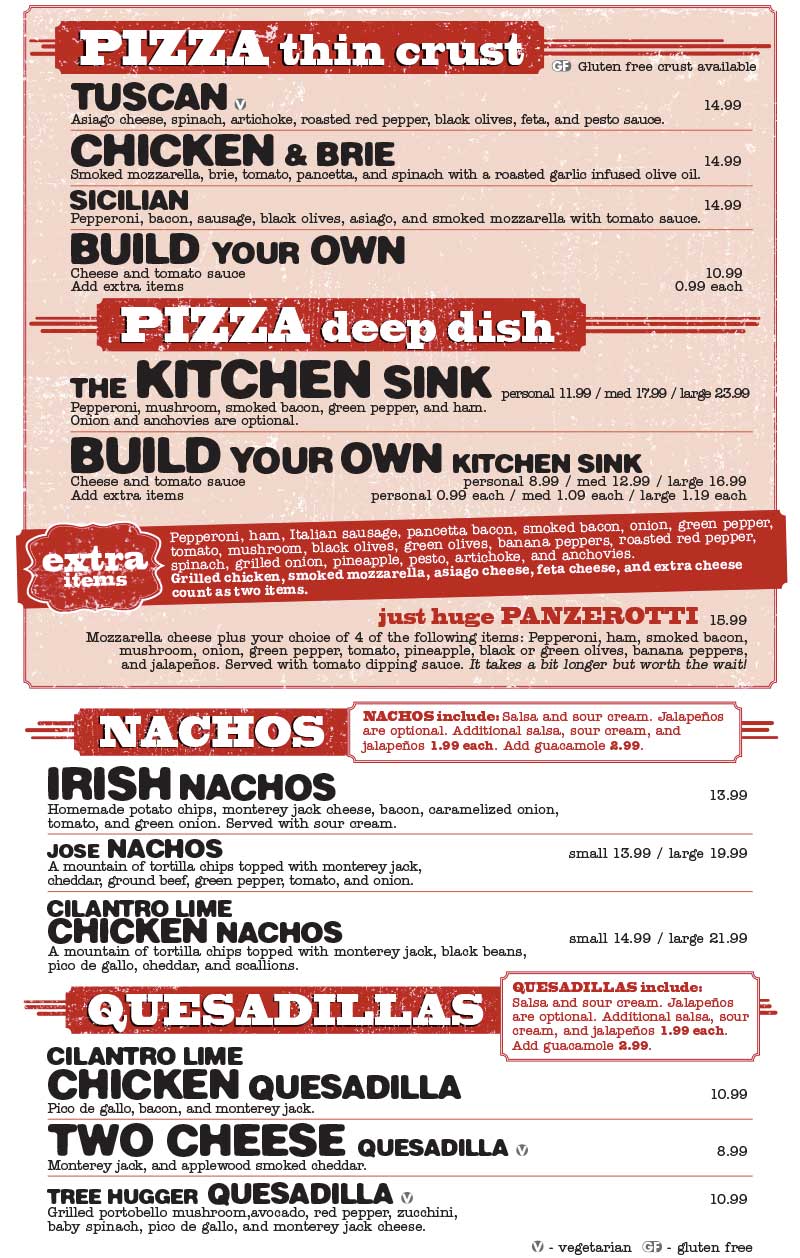 PIZZA thin crust
GF Gluten free crust available
TUSCAN V 14.99
Asiago cheese, spinach, artichoke, roasted red pepper, black olives, feta, and pesto sauce.
CHICKEN & BRIE 14.99
Smoked mozzarella, brie, tomato, pancetta, and spinach with a roasted garlic infused olive oil.
SICILIAN 14.99
Pepperoni, bacon, sausage, black olives, asiago, and smoked mozzarella with tomato sauce.
BUILD YOUR OWN
Cheese and tomato sauce 10.99
Add extra items 0.99 each
PIZZA deep dish
THE KITCHEN SINK personal 11.99 / med 17.99 / large 23.99
Pepperoni, mushroom, smoked bacon, green pepper, and ham.
Onion and anchovies are optional.
BUILD YOUR OWN KITCHEN SINK
Cheese and tomato sauce personal 8.99 / med 12.99 / large 16.99
Add extra items personal 0.99 each / med 1.09 each / large 1.19 each
extra
items
Pepperoni, ham, Italian sausage, pancetta bacon, smoked bacon, onion, green pepper,
tomato, mushroom, black olives, green olives, banana peppers, roasted red pepper,
spinach, grilled onion, pineapple, pesto, artichoke, and anchovies.
Grilled chicken, smoked mozzarella, asiago cheese, feta cheese, and extra cheese
count as two items.
just huge PANZEROTTI 15.99
Mozzarella cheese plus your choice of 4 of the following items: Pepperoni, ham, smoked bacon,
mushroom, onion, green pepper, tomato, pineapple, black or green olives, banana peppers,
and jalapeños. Served with tomato dipping sauce. It takes a bit longer but worth the wait!
NACHOS
NACHOS include: Salsa and sour cream. Jalapeños
are optional. Additional salsa, sour cream, and
jalapeños 1.99 each. Add guacamole 2.99.
IRISH NACHOS 13.99
Homemade potato chips, monterey jack cheese, bacon, caramelized onion,
tomato, and green onion. Served with sour cream.
JOSE NACHOS small 13.99 / large 19.99
A mountain of tortilla chips topped with monterey jack,
cheddar, ground beef, green pepper, tomato, and onion.
CILANTRO LIME
CHICKEN NACHOS small 14.99 / large 21.99
A mountain of tortilla chips topped with monterey jack, black beans,
pico de gallo, cheddar, and scallions.
QUESADILLAS
QUESADILLAS include:
Salsa and sour cream. Jalapeños
are optional. Additional salsa, sour
cream, and jalapeños 1.99 each.
Add guacamole 2.99.
CILANTRO LIME
CHICKEN QUESADILLA 10.99
Pico de gallo, bacon, and monterey jack.
TWO CHEESE QUESADILLA V 8.99
Monterey jack, and applewood smoked cheddar.
TREE HUGGER QUESADILLA V 10.99
Grilled portobello mushroom,avocado, red pepper, zucchini,
baby spinach, pico de gallo, and monterey jack cheese.
V - vegetarian GF - gluten free